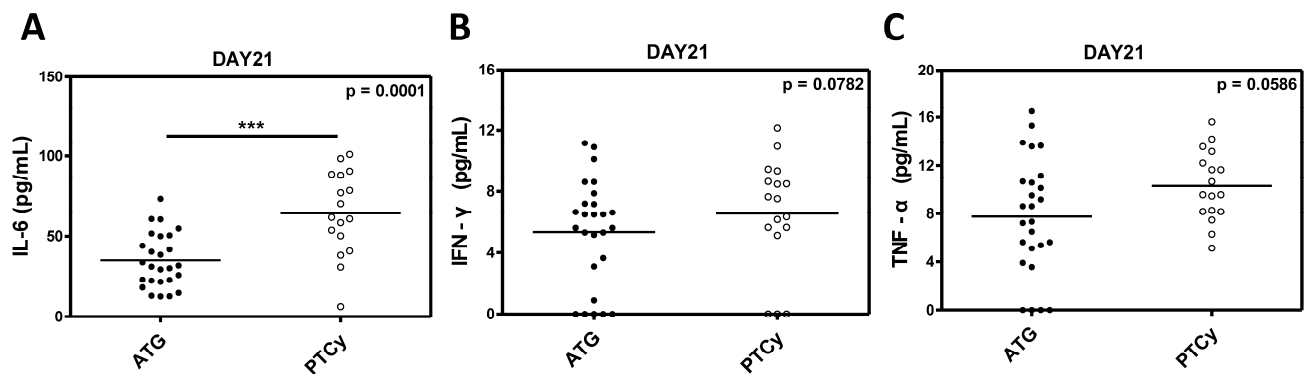 A
DAY21
p = 0.0001
***
IL-6 (pg/mL)
150
100
50
0
ATG
PTCy
B
DAY21
p = 0.0782
IFN - γ (pg/mL)
16
12
8
4
0
ATG
PTCy
C
DAY21
p = 0.0586
TNF - α (pg/mL)
20
16
12
8
4
0
ATG
PTCy